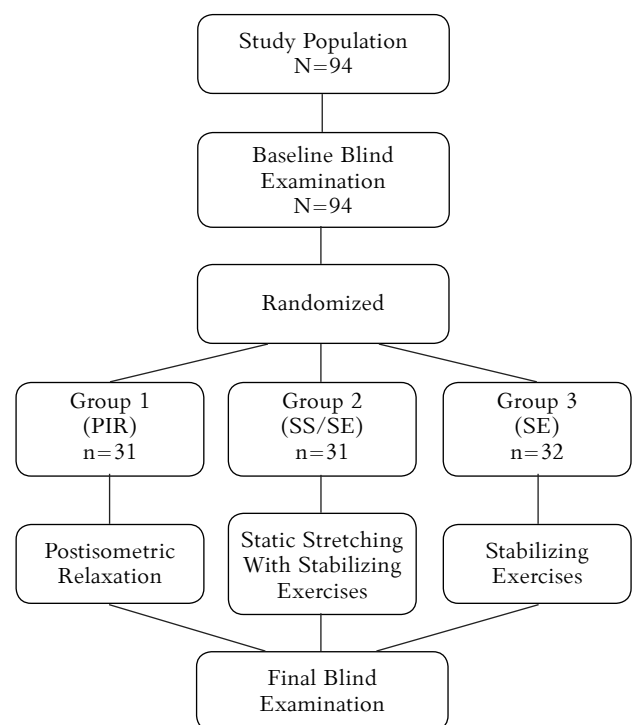 Study Population
N=94
Baseline Blind
Examination
N=94
Randomized
Group 1
(PIR)
n=31
Group 2
(SS/SE)
n=31
Group 3
(SE)
n=32
Postisometric
Relaxation
Static Stretching
With Stabilizing
Exercises
Stabilizing
Exercises
Final Blind
Examination